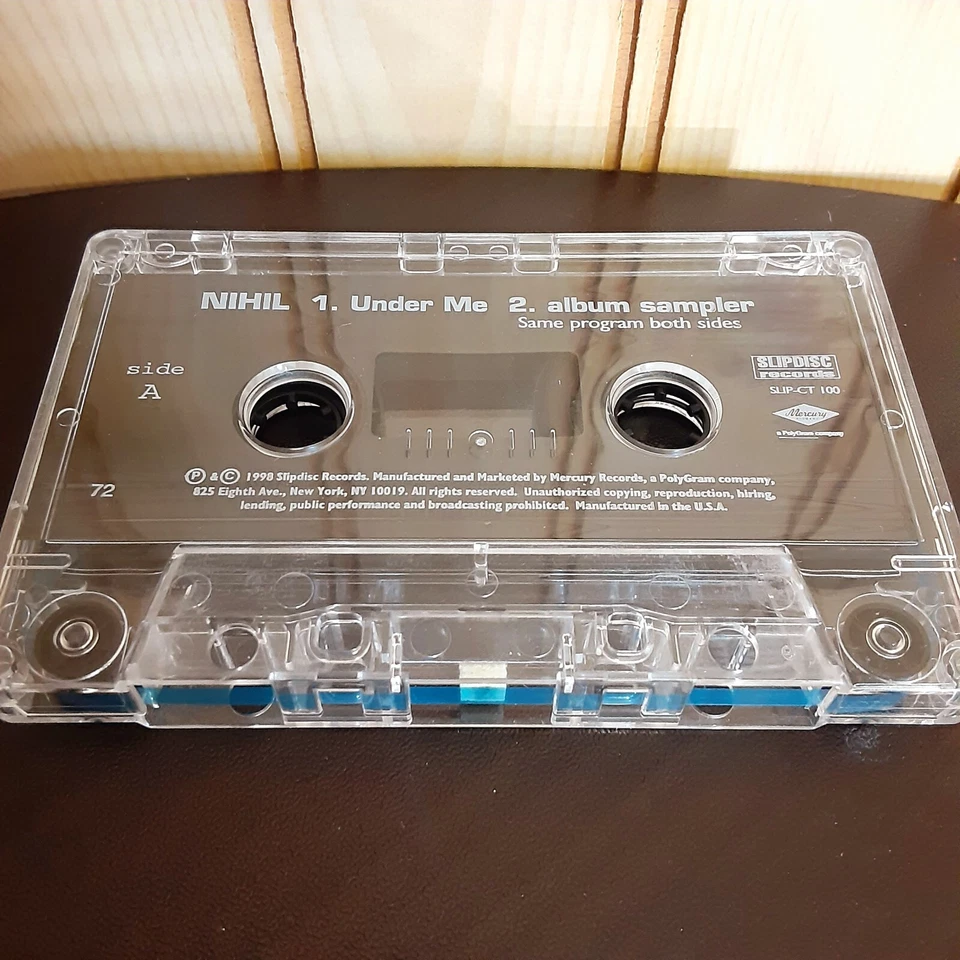 NIHIL 1. Under Me 2. album sampler
Same program both sides
side
A
SLIPDISC
records
SLIP-CT 100
Mercury
a PolyGram company
72
Ⓟ & © 1998 Slipdisc Records. Manufactured and Marketed by Mercury Records, a PolyGram company,
825 Eighth Ave., New York, NY 10019. All rights reserved. Unauthorized copying, reproduction, hiring,
lending, public performance and broadcasting prohibited. Manufactured in the U.S.A.